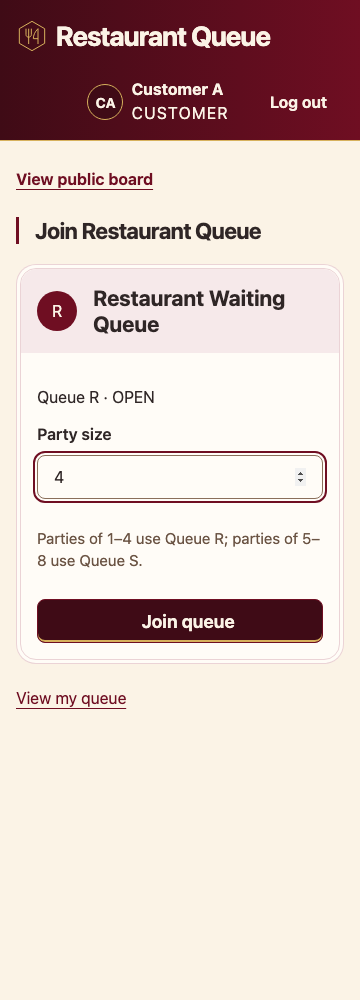 Restaurant Queue
CA
Customer A
CUSTOMER
Log out
View public board
Join Restaurant Queue
R
Restaurant Waiting
Queue
Queue R · OPEN
Party size
4
Parties of 1–4 use Queue R; parties of 5–
8 use Queue S.
Join queue
View my queue